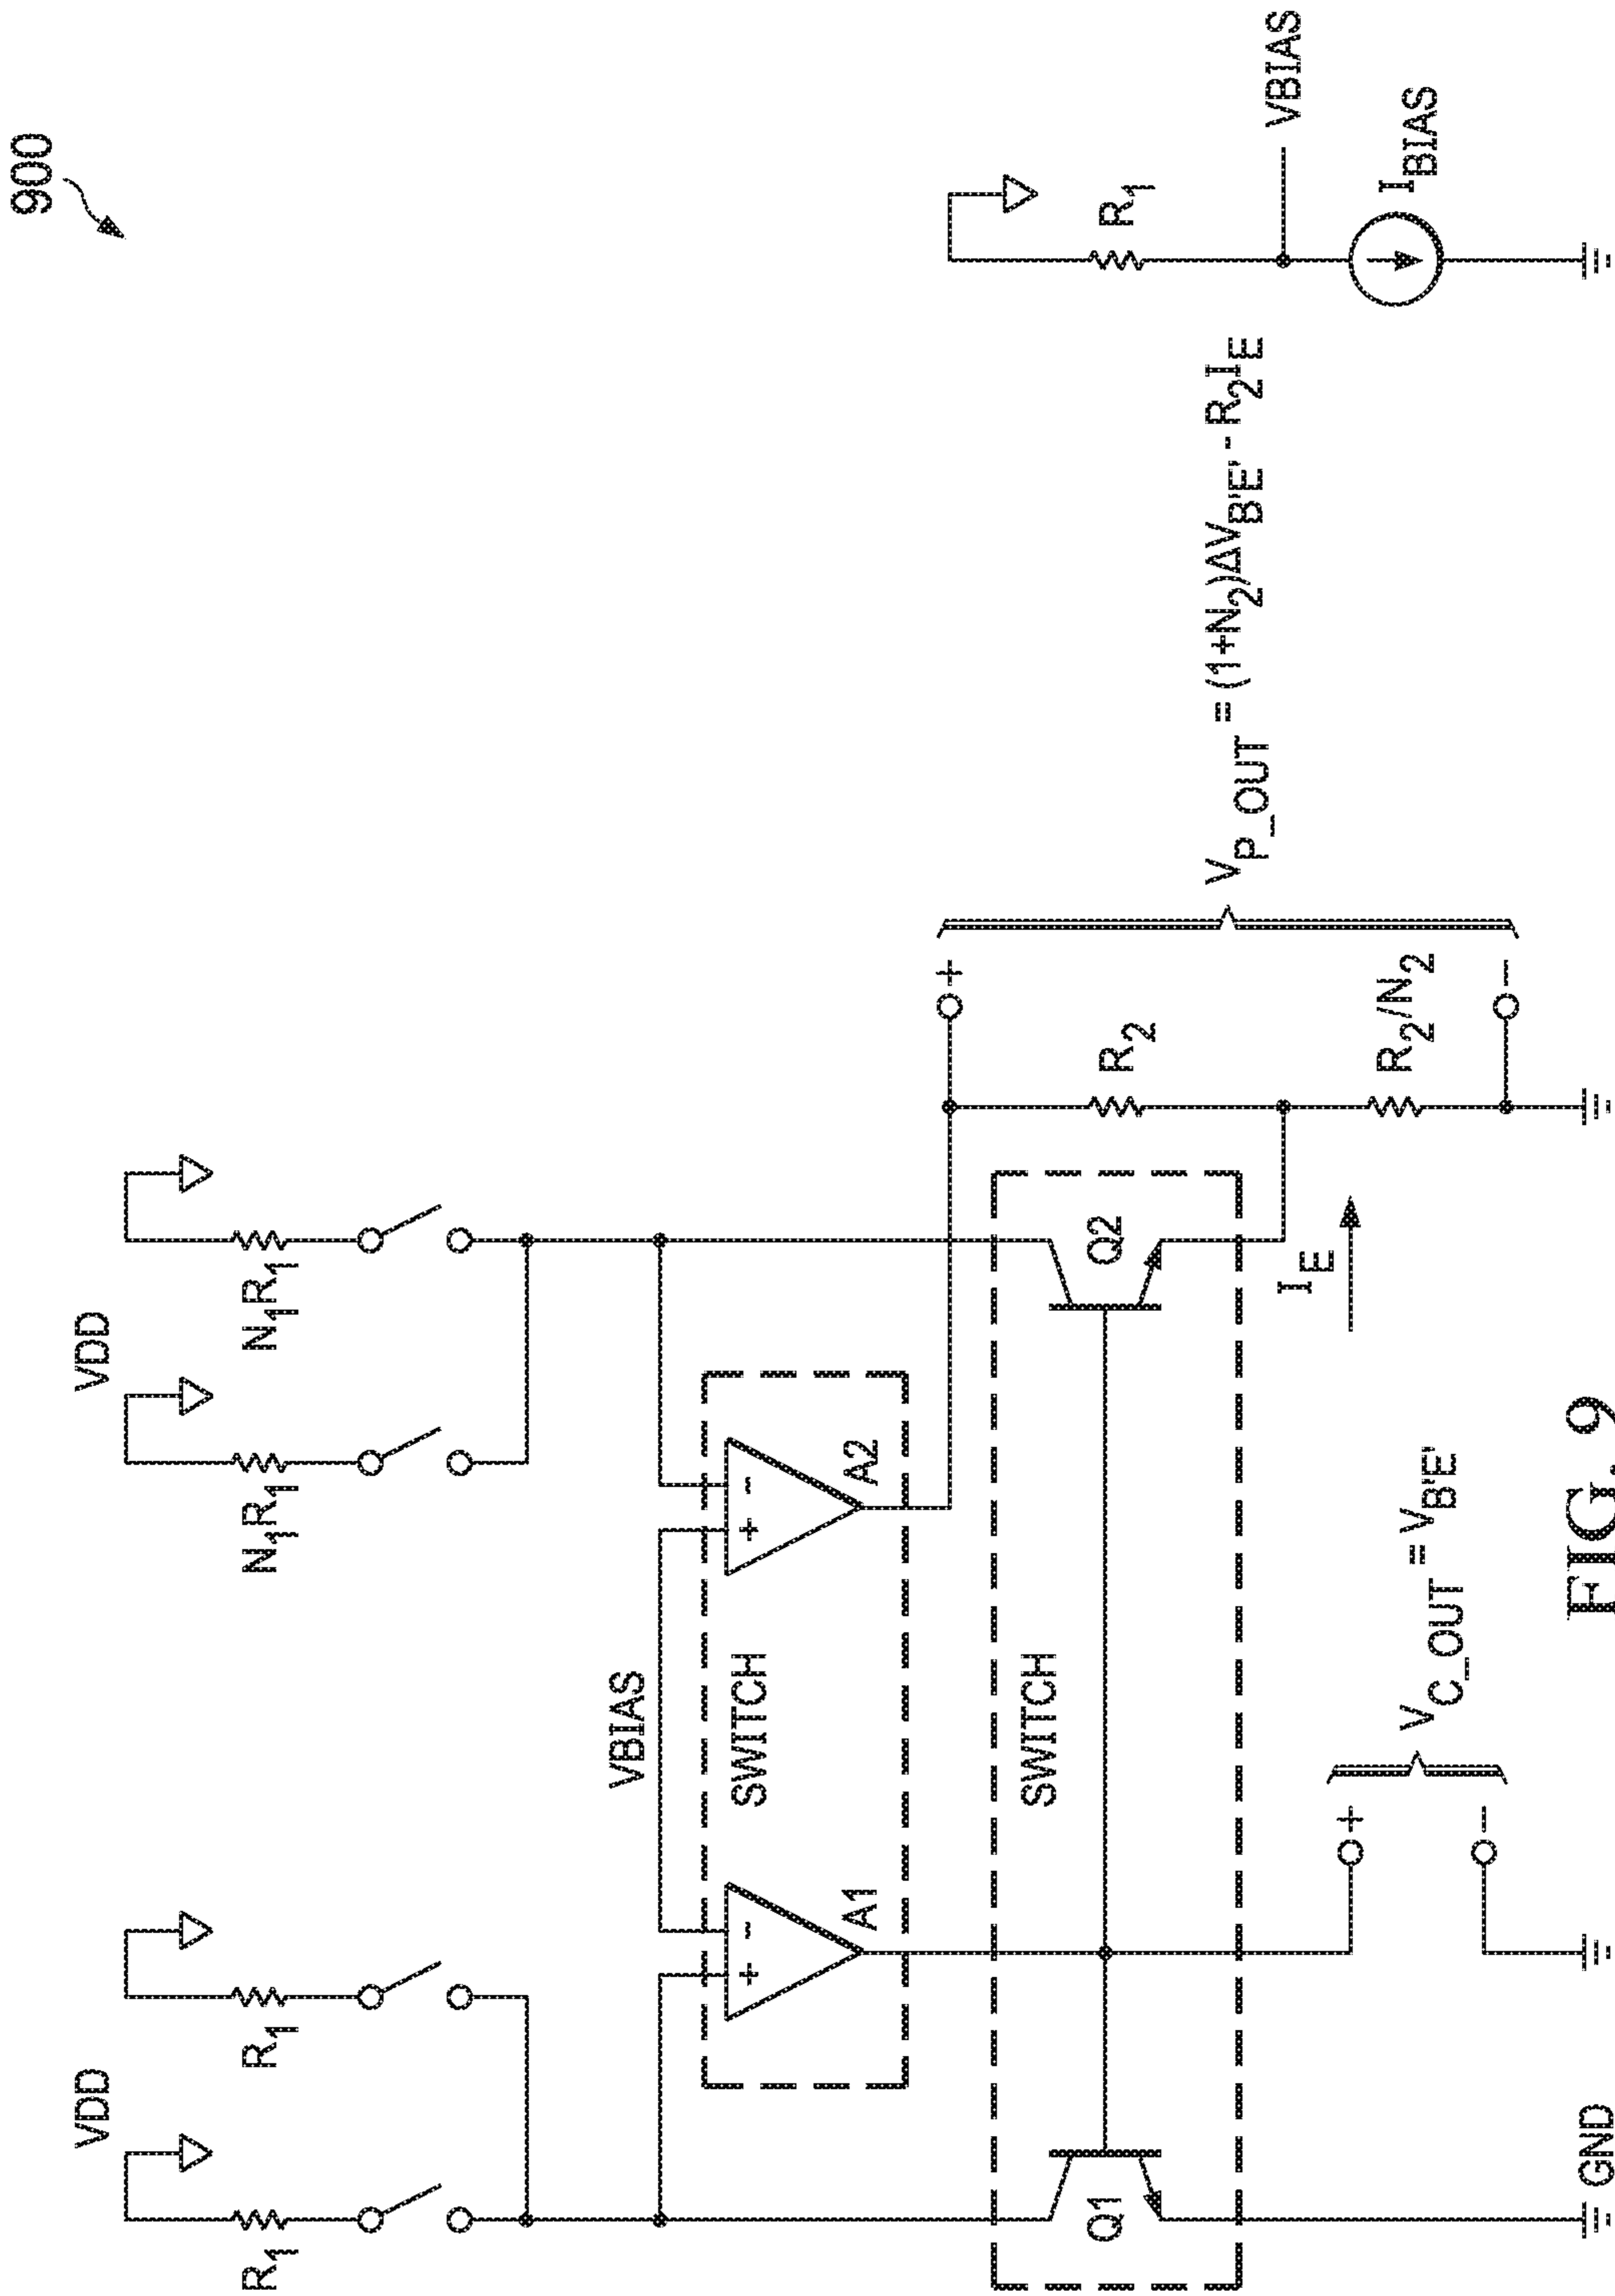 900
VDD
VDD
R1
R1
N1R1
N1R1
VBIAS
SWITCH
+
-
+
-
A1
A2
SWITCH
Q1
Q2
IE
R2
R2/N2
+
-
VP_OUT = (1+N2)ΔVB'E' - R2IE
R1
VBIAS
IBIAS
+
-
VC_OUT = VB'E'
GND
FIG. 9